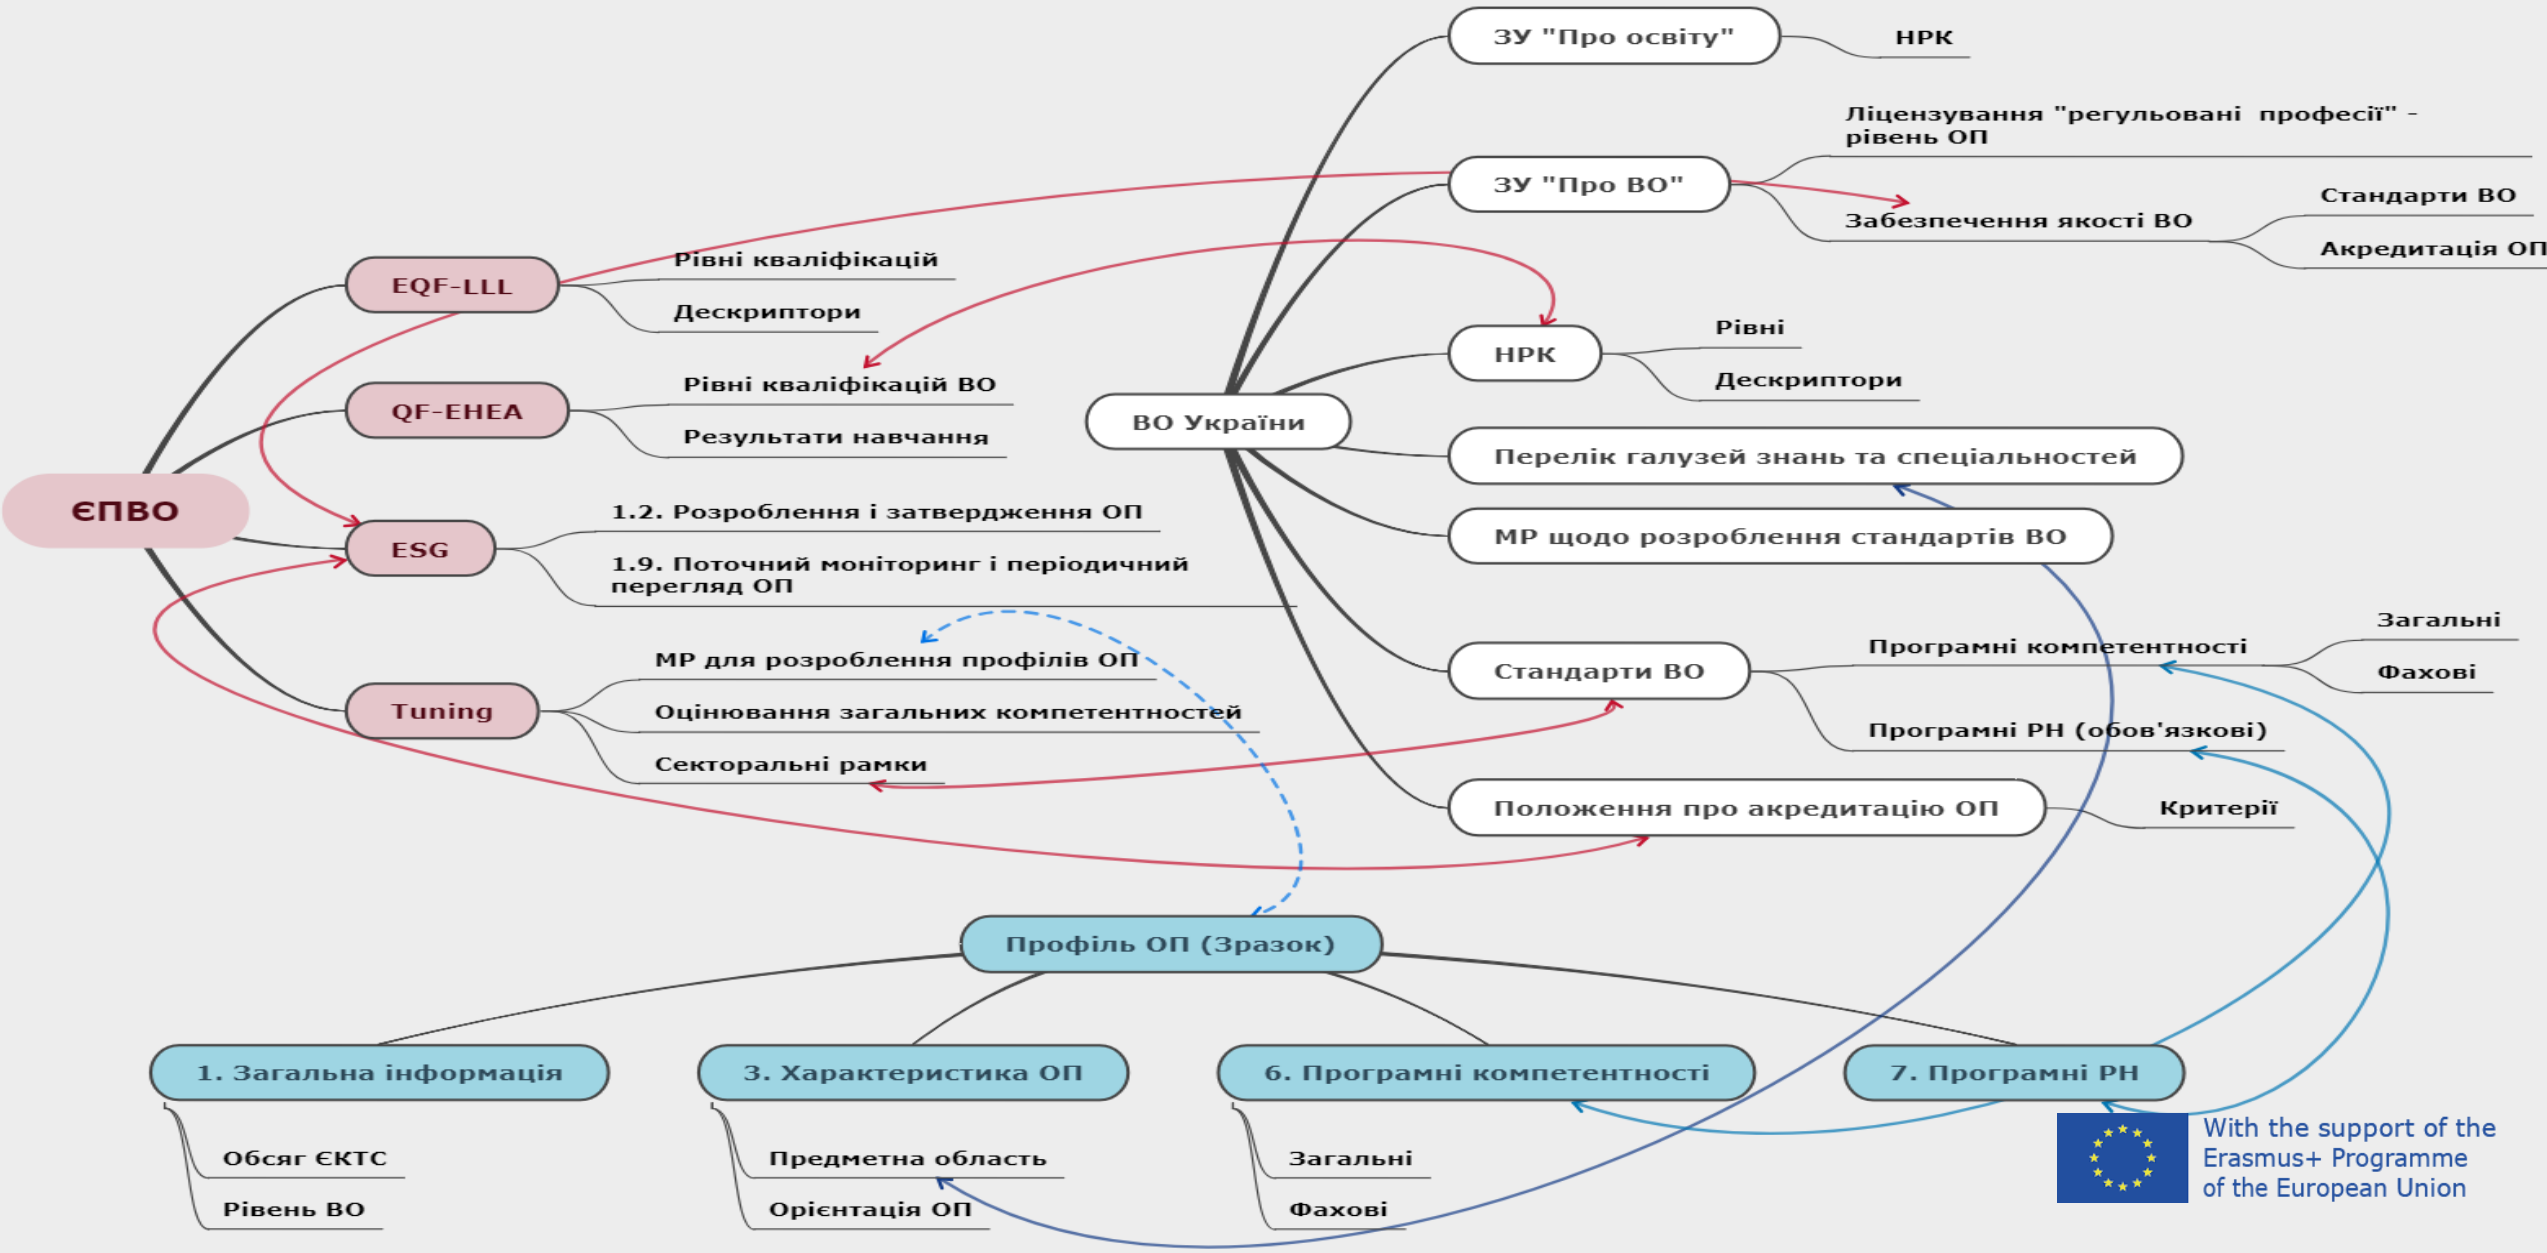 ЄПВО
EQF-LLL
Рівні кваліфікацій
Дескриптори
QF-EHEA
Рівні кваліфікацій ВО
Результати навчання
ESG
1.2. Розроблення і затвердження ОП
1.9. Поточний моніторинг і періодичний
перегляд ОП
Tuning
МР для розроблення профілів ОП
Оцінювання загальних компетентностей
Секторальні рамки
ВО України
ЗУ "Про освіту"
НРК
ЗУ "Про ВО"
Ліцензування "регульовані професії" -
рівень ОП
Забезпечення якості ВО
Стандарти ВО
Акредитація ОП
НРК
Рівні
Дескриптори
Перелік галузей знань та спеціальностей
МР щодо розроблення стандартів ВО
Стандарти ВО
Програмні компетентності
Загальні
Фахові
Програмні РН (обов'язкові)
Положення про акредитацію ОП
Критерії
Профіль ОП (Зразок)
1. Загальна інформація
Обсяг ЄКТС
Рівень ВО
3. Характеристика ОП
Предметна область
Орієнтація ОП
6. Програмні компетентності
Загальні
Фахові
7. Програмні РН
With the support of the
Erasmus+ Programme
of the European Union